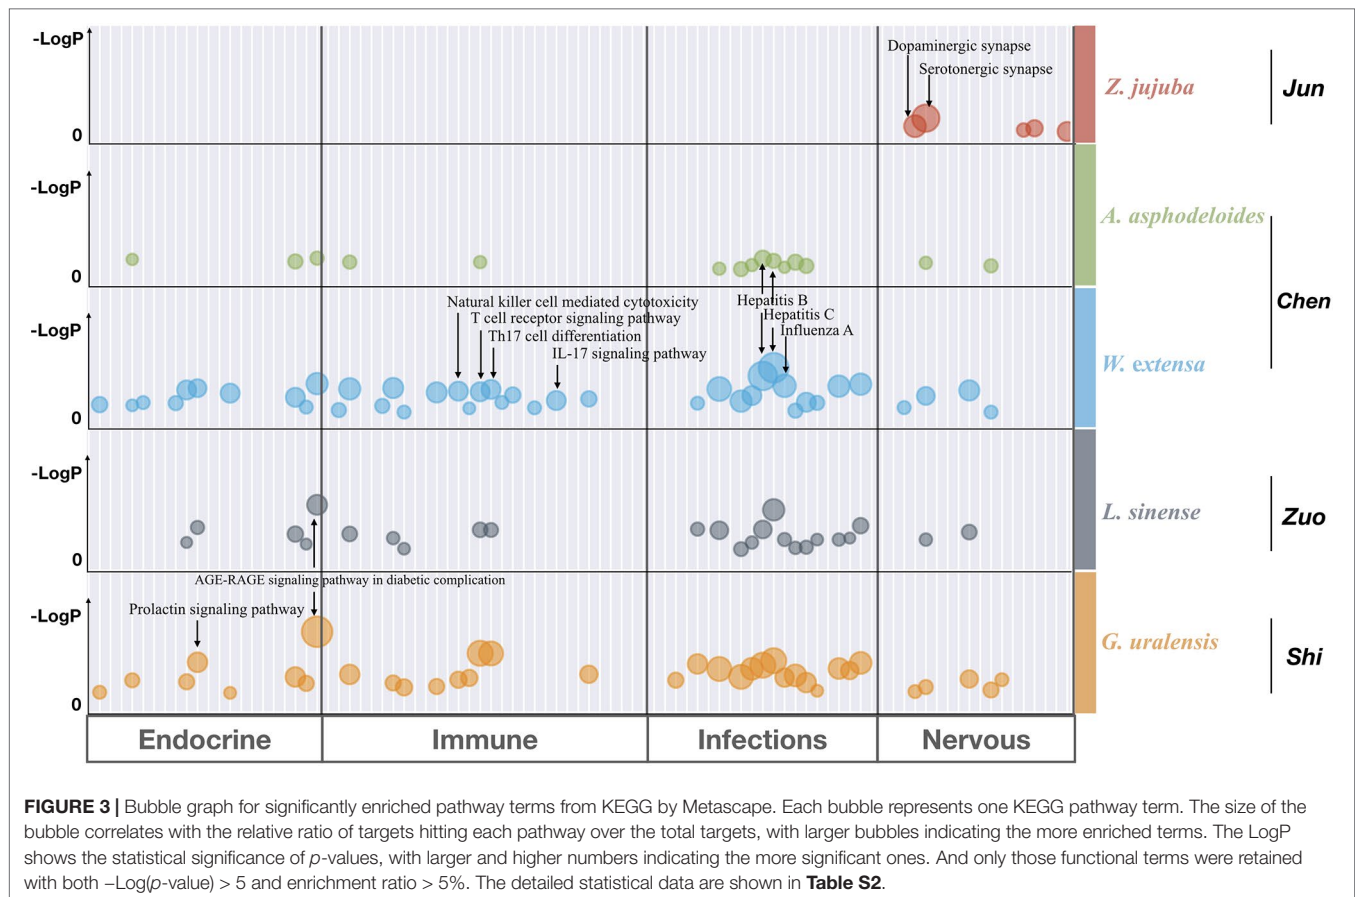 -LogP
Dopaminergic synapse
Serotonergic synapse
0
Z. jujuba
Jun
-LogP
0
A. asphodeloides
Chen
-LogP
Natural killer cell mediated cytotoxicity
T cell receptor signaling pathway
Th17 cell differentiation
IL-17 signaling pathway
Hepatitis B
Hepatitis C
Influenza A
0
W. extensa
-LogP
0
L. sinense
Zuo
AGE-RAGE signaling pathway in diabetic complication
Prolactin signaling pathway
-LogP
0
G. uralensis
Shi
Endocrine
Immune
Infections
Nervous
FIGURE 3 | Bubble graph for significantly enriched pathway terms from KEGG by Metascape. Each bubble represents one KEGG pathway term. The size of the
bubble correlates with the relative ratio of targets hitting each pathway over the total targets, with larger bubbles indicating the more enriched terms. The LogP
shows the statistical significance of p-values, with larger and higher numbers indicating the more significant ones. And only those functional terms were retained
with both −Log(p-value) > 5 and enrichment ratio > 5%. The detailed statistical data are shown in Table S2.